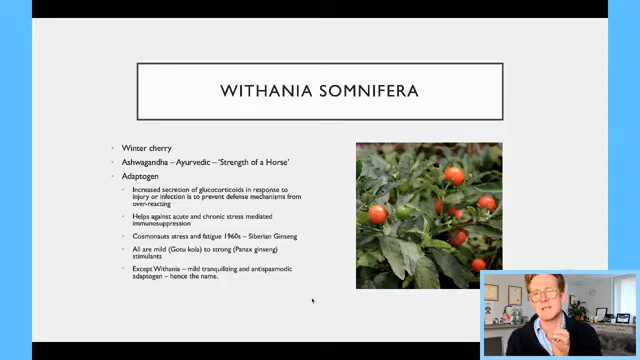 WITHANIA SOMNIFERA
Winter cherry
Ashwagandha – Ayurvedic – ‘Strength of a Horse’
Adaptogen
Increased secretion of glucocorticoids in response to
injury or infection is to prevent defense mechanisms from
over-reacting
Helps against acute and chronic stress mediated
immunosuppression
Cosmonauts stress and fatigue 1960s – Siberian Ginseng
All are mild (Gotu kola) to strong (Panax ginseng)
stimulants
Except Withania – mild tranquilizing and antispasmodic
adaptogen – hence the name.